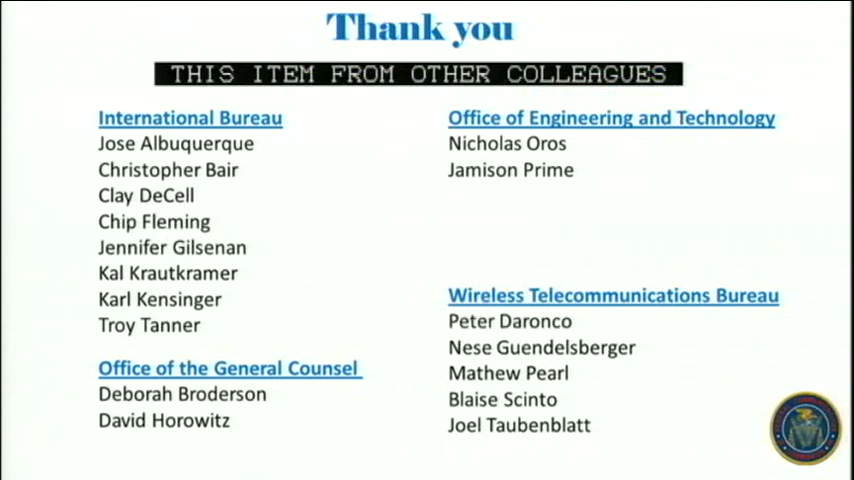 Thank you
THIS ITEM FROM OTHER COLLEAGUES
International Bureau
Jose Albuquerque
Christopher Bair
Clay DeCell
Chip Fleming
Jennifer Gilsenan
Kal Krautkramer
Karl Kensinger
Troy Tanner
Office of the General Counsel
Deborah Broderson
David Horowitz
Office of Engineering and Technology
Nicholas Oros
Jamison Prime
Wireless Telecommunications Bureau
Peter Daronco
Nese Guendelsberger
Mathew Pearl
Blaise Scinto
Joel Taubenblatt